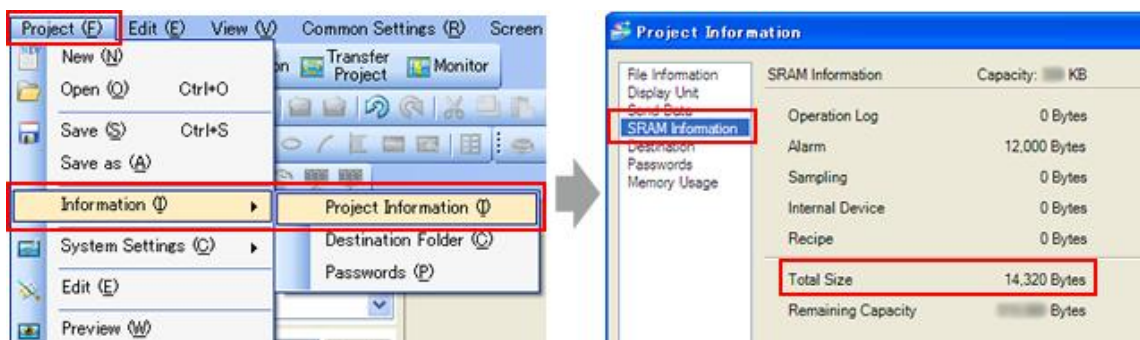 Project (F) Edit (E) View (V) Common Settings (R) Screen
New (N)
Open (O) Ctrl+O
Save (S) Ctrl+S
Save as (A)
Information (I)
System Settings (C)
Edit (E)
Preview (W)
Transfer
Project
Monitor
Project Information (I)
Destination Folder (C)
Passwords (P)
Project Information
File Information
Display Unit
Send Data
SRAM Information
Destination
Passwords
Memory Usage
SRAM Information Capacity: KB
Operation Log 0 Bytes
Alarm 12,000 Bytes
Sampling 0 Bytes
Internal Device 0 Bytes
Recipe 0 Bytes
Total Size 14,320 Bytes
Remaining Capacity Bytes